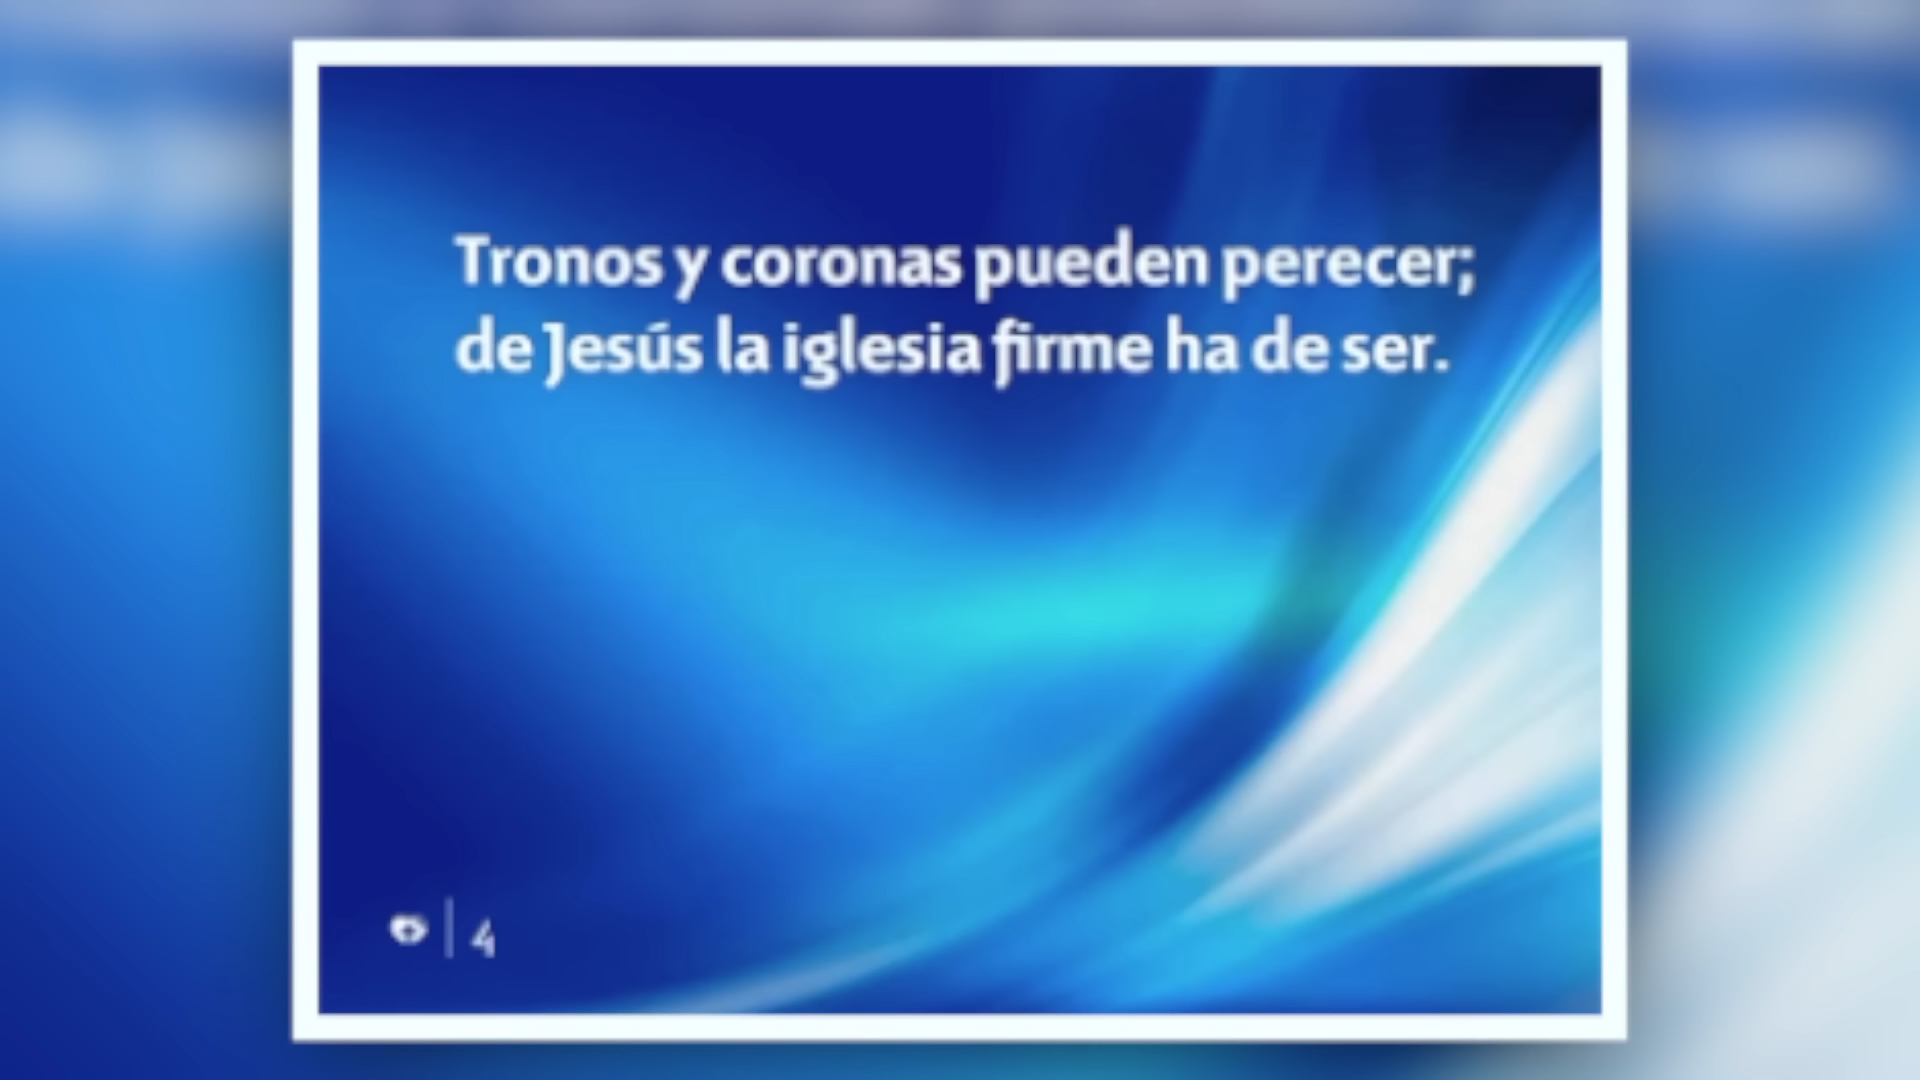 Tronos y coronas pueden perecer;
de Jesús la iglesia firme ha de ser.
4